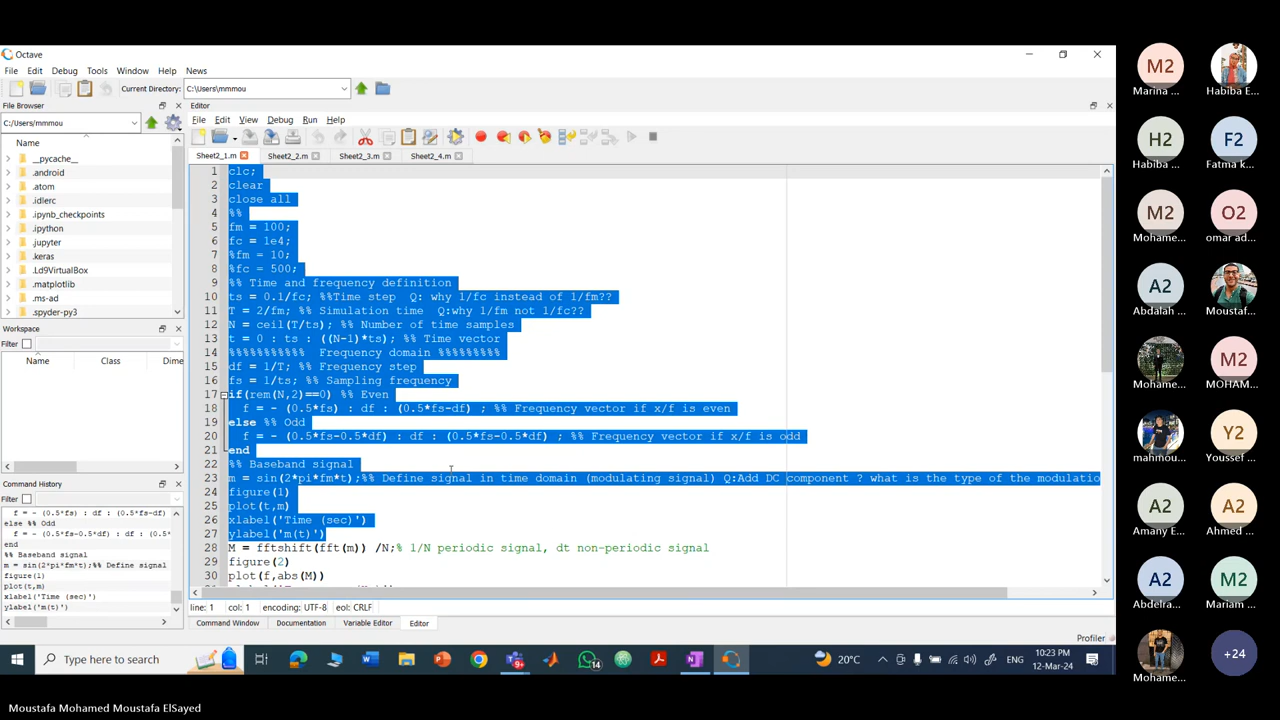 Octave
File Edit Debug Tools Window Help News
Current Directory: C:\Users\mmmou
File Browser
C:/Users/mmmou
Name
__pycache__
.android
.atom
.idlerc
.ipynb_checkpoints
.ipython
.jupyter
.keras
.Ld9VirtualBox
.matplotlib
.ms-ad
.spyder-py3
Workspace
Filter
Name Class Dime
Command History
Filter
f = - (0.5*fs) : df : (0.5*fs-df) ; %
else %% Odd
f = - (0.5*fs-0.5*df) : df : (0.5*
end
%% Baseband signal
m = sin(2*pi*fm*t);%% Define signal
figure(1)
plot(t,m)
xlabel('Time (sec)')
ylabel('m(t)')
Editor
File Edit View Debug Run Help
Sheet2_1.m Sheet2_2.m Sheet2_3.m Sheet2_4.m
1 clc;
2 clear
3 close all
4 %%
5 fm = 100;
6 fc = 1e4;
7 %fm = 10;
8 %fc = 500;
9 %% Time and frequency definition
10 ts = 0.1/fc; %%Time step Q: why 1/fc instead of 1/fm??
11 T = 2/fm; %% Simulation time Q:why 1/fm not 1/fc??
12 N = ceil(T/ts); %% Number of time samples
13 t = 0 : ts : ((N-1)*ts); %% Time vector
14 %%%%%%%%%%% Frequency domain %%%%%%%%%
15 df = 1/T; %% Frequency step
16 fs = 1/ts; %% Sampling frequency
17 if(rem(N,2)==0) %% Even
18 f = - (0.5*fs) : df : (0.5*fs-df) ; %% Frequency vector if x/f is even
19 else %% Odd
20 f = - (0.5*fs-0.5*df) : df : (0.5*fs-0.5*df) ; %% Frequency vector if x/f is odd
21 end
22 %% Baseband signal
23 m = sin(2*pi*fm*t);%% Define signal in time domain (modulating signal) Q:Add DC component ? what is the type of the modulatio
24 figure(1)
25 plot(t,m)
26 xlabel('Time (sec)')
27 ylabel('m(t)')
28 M = fftshift(fft(m)) /N;% 1/N periodic signal, dt non-periodic signal
29 figure(2)
30 plot(f,abs(M))
line: 1 col: 1 encoding: UTF-8 eol: CRLF
Command Window Documentation Variable Editor Editor
Profiler
Type here to search
14
20°C
ENG
10:23 PM
12-Mar-24
M2
Marina ...
Habiba E...
H2
Habiba ...
F2
Fatma k...
M2
Mohame...
O2
omar ad...
A2
Abdalah ...
Moustaf...
Mohame...
M2
MOHAM...
mahmou...
Y2
Youssef ...
A2
Amany E...
A2
Ahmed ...
A2
Abdelra...
M2
Mariam ...
Mohame...
+24
Moustafa Mohamed Moustafa ElSayed